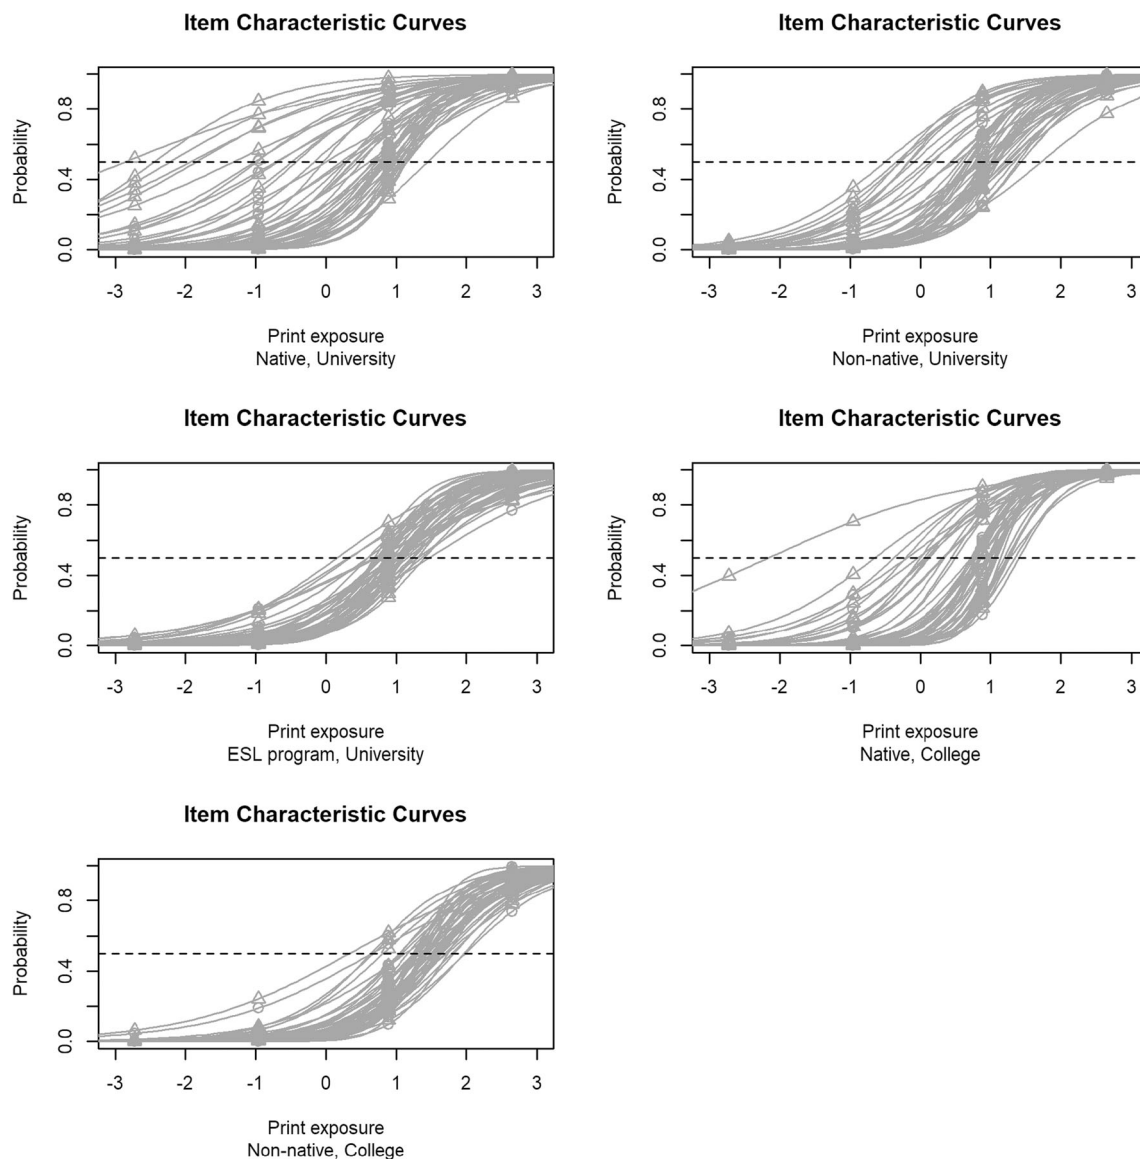 Item Characteristic Curves
Probability
0.0 0.4 0.8
-3 -2 -1 0 1 2 3
Print exposure
Native, University
Item Characteristic Curves
Probability
0.0 0.4 0.8
-3 -2 -1 0 1 2 3
Print exposure
Non-native, University
Item Characteristic Curves
Probability
0.0 0.4 0.8
-3 -2 -1 0 1 2 3
Print exposure
ESL program, University
Item Characteristic Curves
Probability
0.0 0.4 0.8
-3 -2 -1 0 1 2 3
Print exposure
Native, College
Item Characteristic Curves
Probability
0.0 0.4 0.8
-3 -2 -1 0 1 2 3
Print exposure
Non-native, College